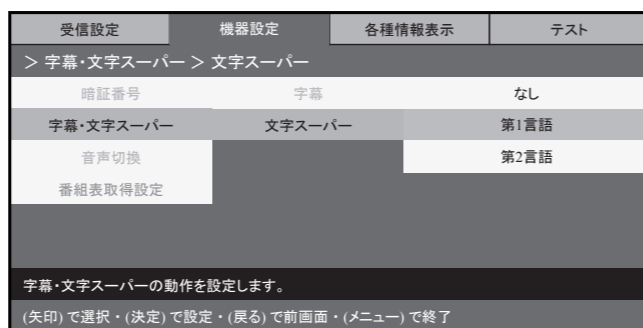 受信設定 機器設定 各種情報表示 テスト
> 字幕・文字スーパー > 文字スーパー
暗証番号 字幕 なし
字幕・文字スーパー 文字スーパー 第1言語
音声切換 第2言語
番組表取得設定
字幕・文字スーパーの動作を設定します。
(矢印) で選択・(決定) で設定・(戻る) で前画面・(メニュー) で終了